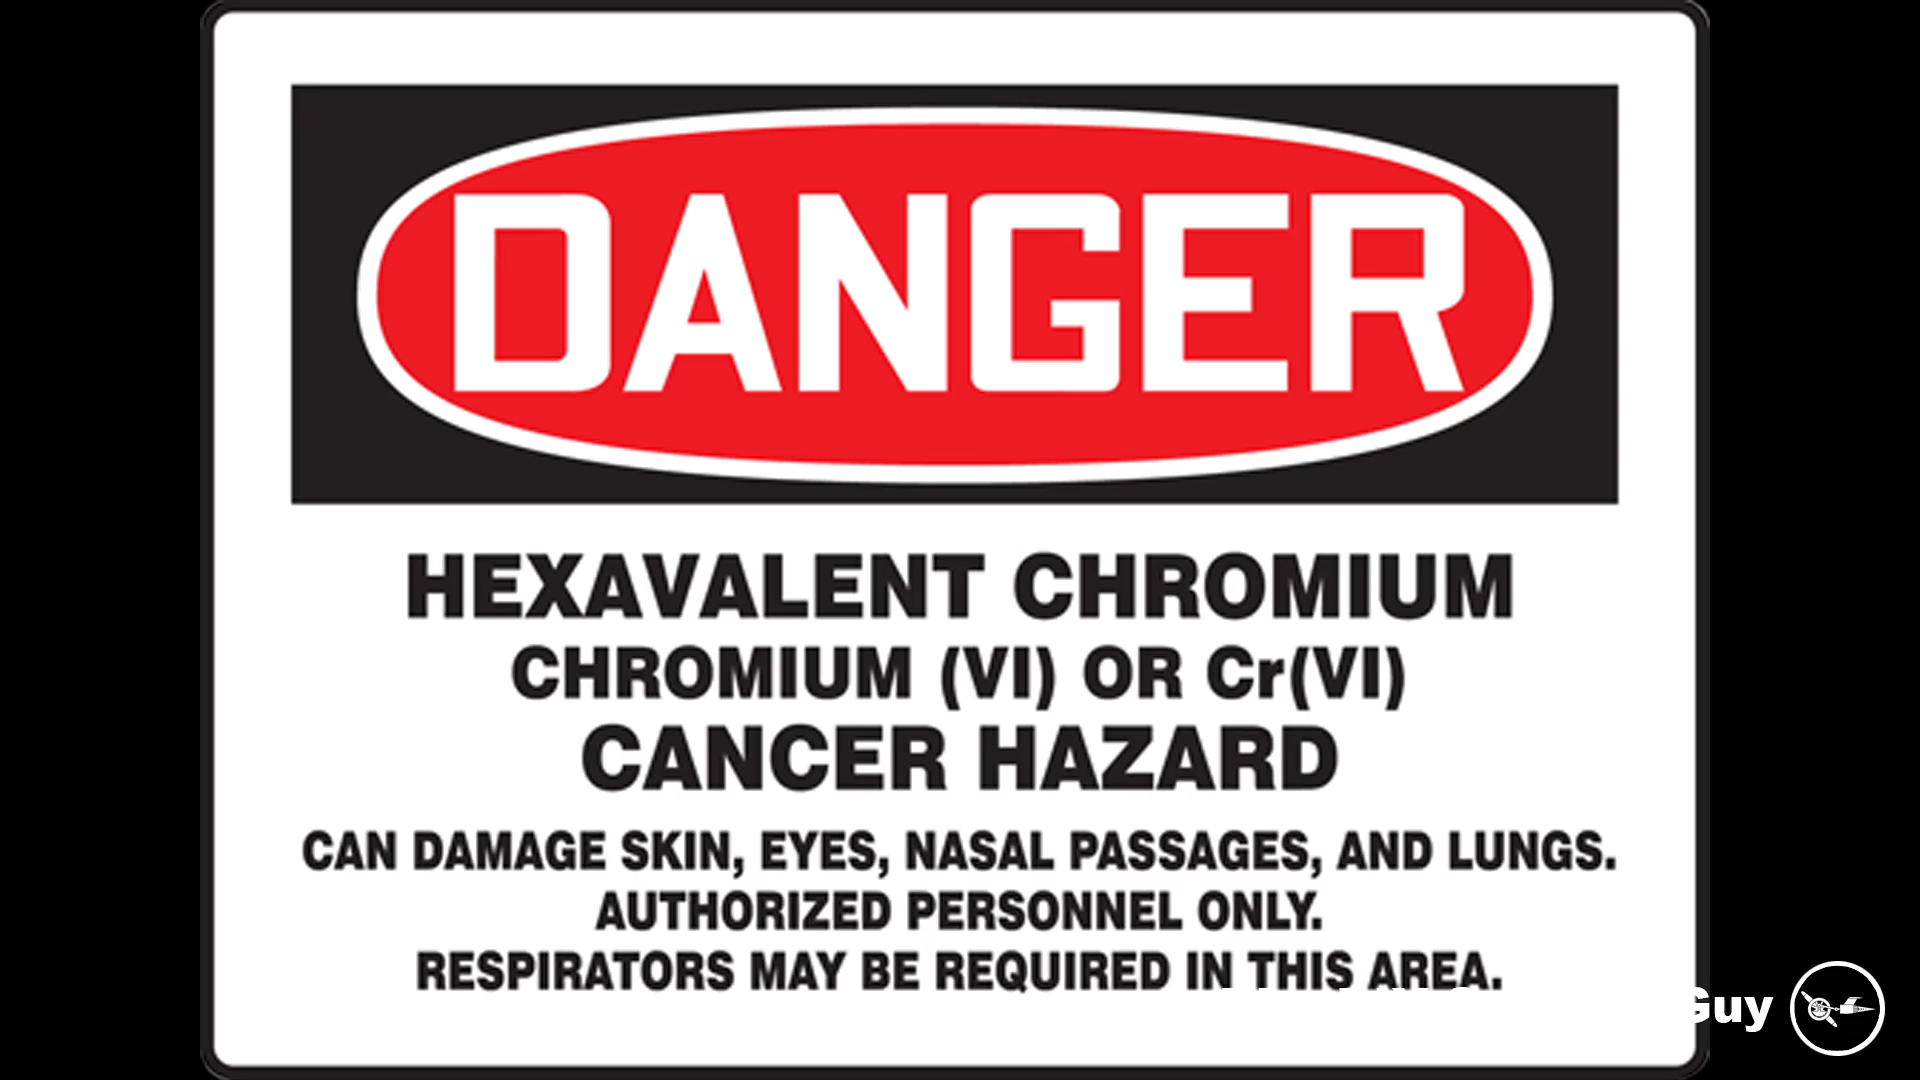 DANGER
HEXAVALENT CHROMIUM
CHROMIUM (VI) OR Cr(VI)
CANCER HAZARD
CAN DAMAGE SKIN, EYES, NASAL PASSAGES, AND LUNGS.
AUTHORIZED PERSONNEL ONLY.
RESPIRATORS MAY BE REQUIRED IN THIS AREA.
Guy